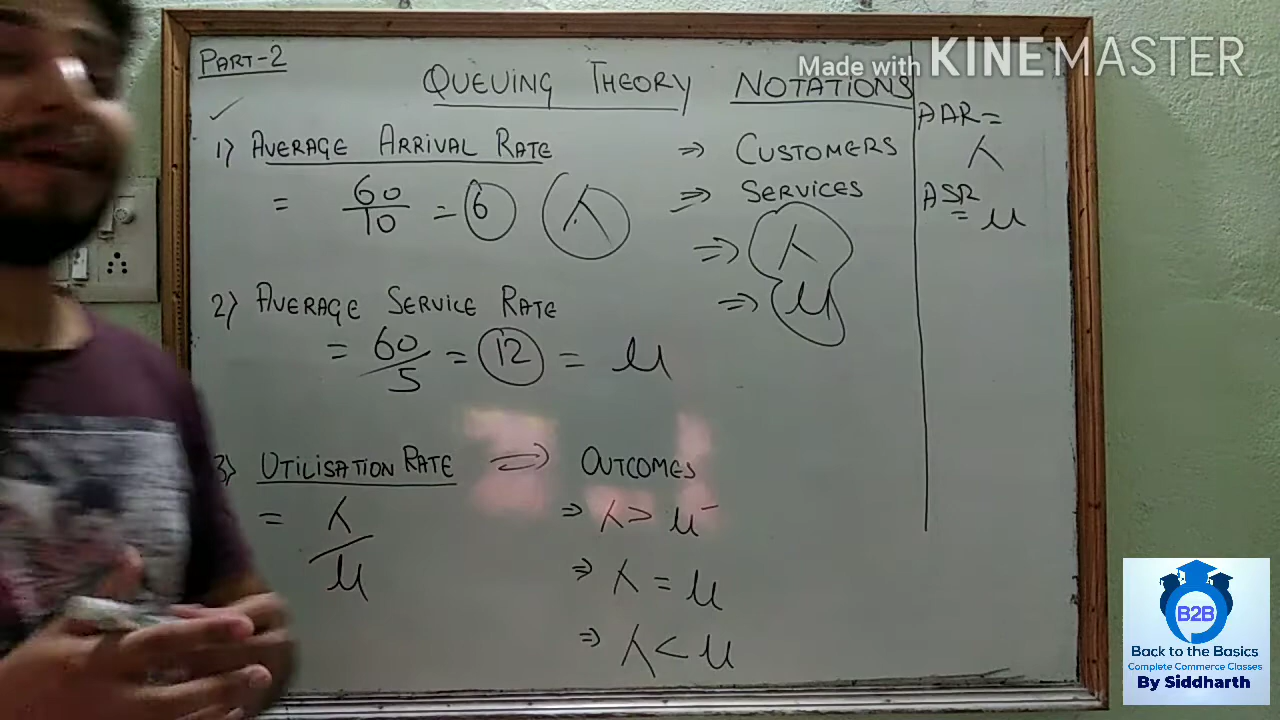 PART-2
QUEUING THEORY NOTATIONS
1) AVERAGE ARRIVAL RATE
= 60/10 = 6 λ
⇒ CUSTOMERS
⇒ SERVICES
⇒ λ
⇒ μ
2) AVERAGE SERVICE RATE
= 60/5 = 12 = μ
3) UTILISATION RATE ⇒ OUTCOMES
= λ/μ
⇒ λ > μ
⇒ λ = μ
⇒ λ < μ
AAR =
λ
ASR
= μ
Made with KINEMASTER
B2B
Back to the Basics
Complete Commerce Classes
By Siddharth